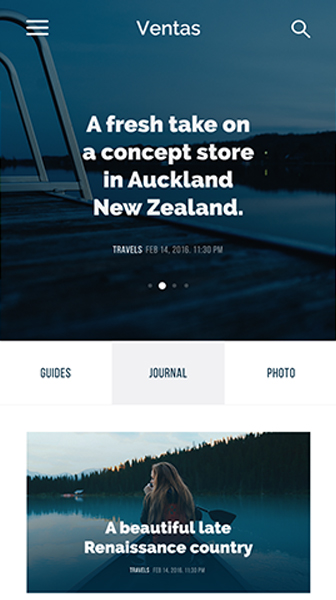 Ventas
A fresh take on
a concept store
in Auckland
New Zealand.
TRAVELS FEB 14, 2016. 11:30 PM
GUIDES JOURNAL PHOTO
A beautiful late
Renaissance country
TRAVELS FEB 14, 2016. 11:30 PM